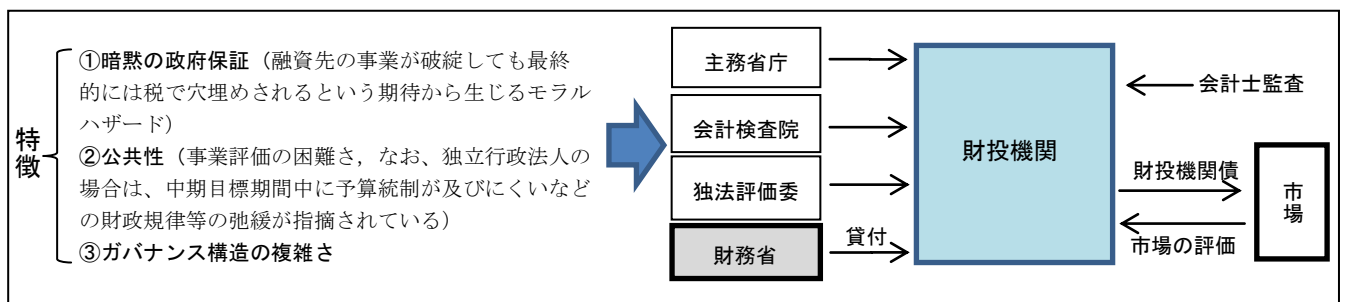 特徴
①暗黙の政府保証（融資先の事業が破綻しても最終
的には税で穴埋めされるという期待から生じるモラル
ハザード）
②公共性（事業評価の困難さ，なお、独立行政法人の
場合は、中期目標期間中に予算統制が及びにくいなど
の財政規律等の弛緩が指摘されている）
③ガバナンス構造の複雑さ
主務省庁
会計検査院
独法評価委
財務省
貸付
財投機関
会計士監査
財投機関債
市場の評価
市場